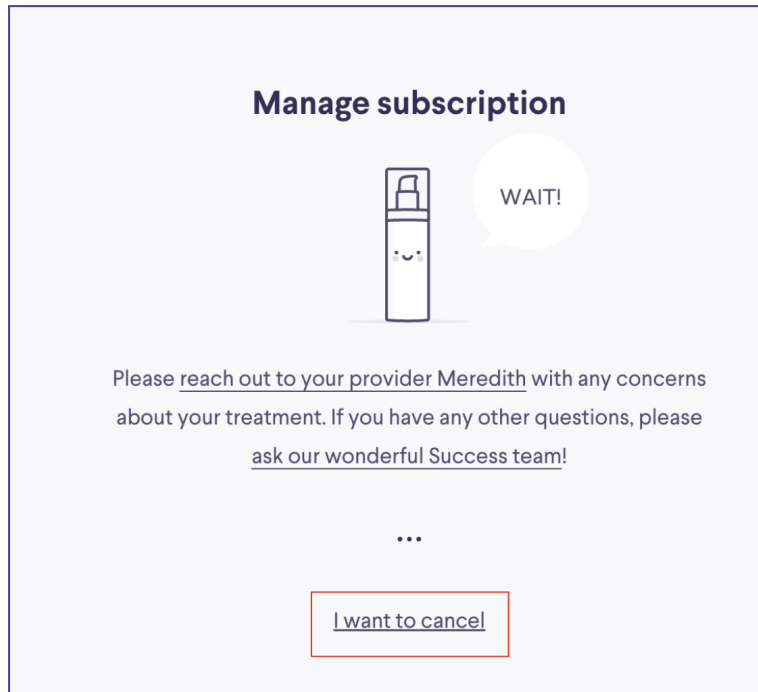 Manage subscription
WAIT!
Please reach out to your provider Meredith with any concerns
about your treatment. If you have any other questions, please
ask our wonderful Success team!
...
I want to cancel